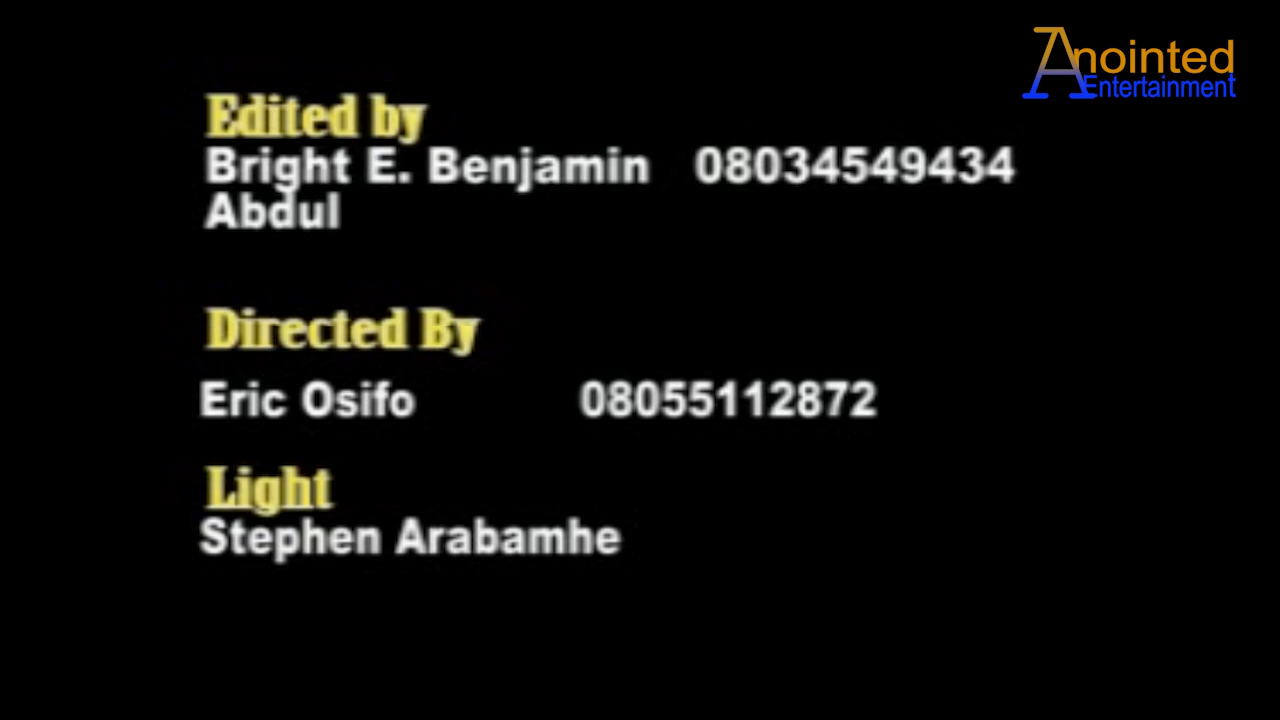 Anointed
Entertainment
Edited by
Bright E. Benjamin 08034549434
Abdul
Directed By
Eric Osifo 08055112872
Light
Stephen Arabamhe